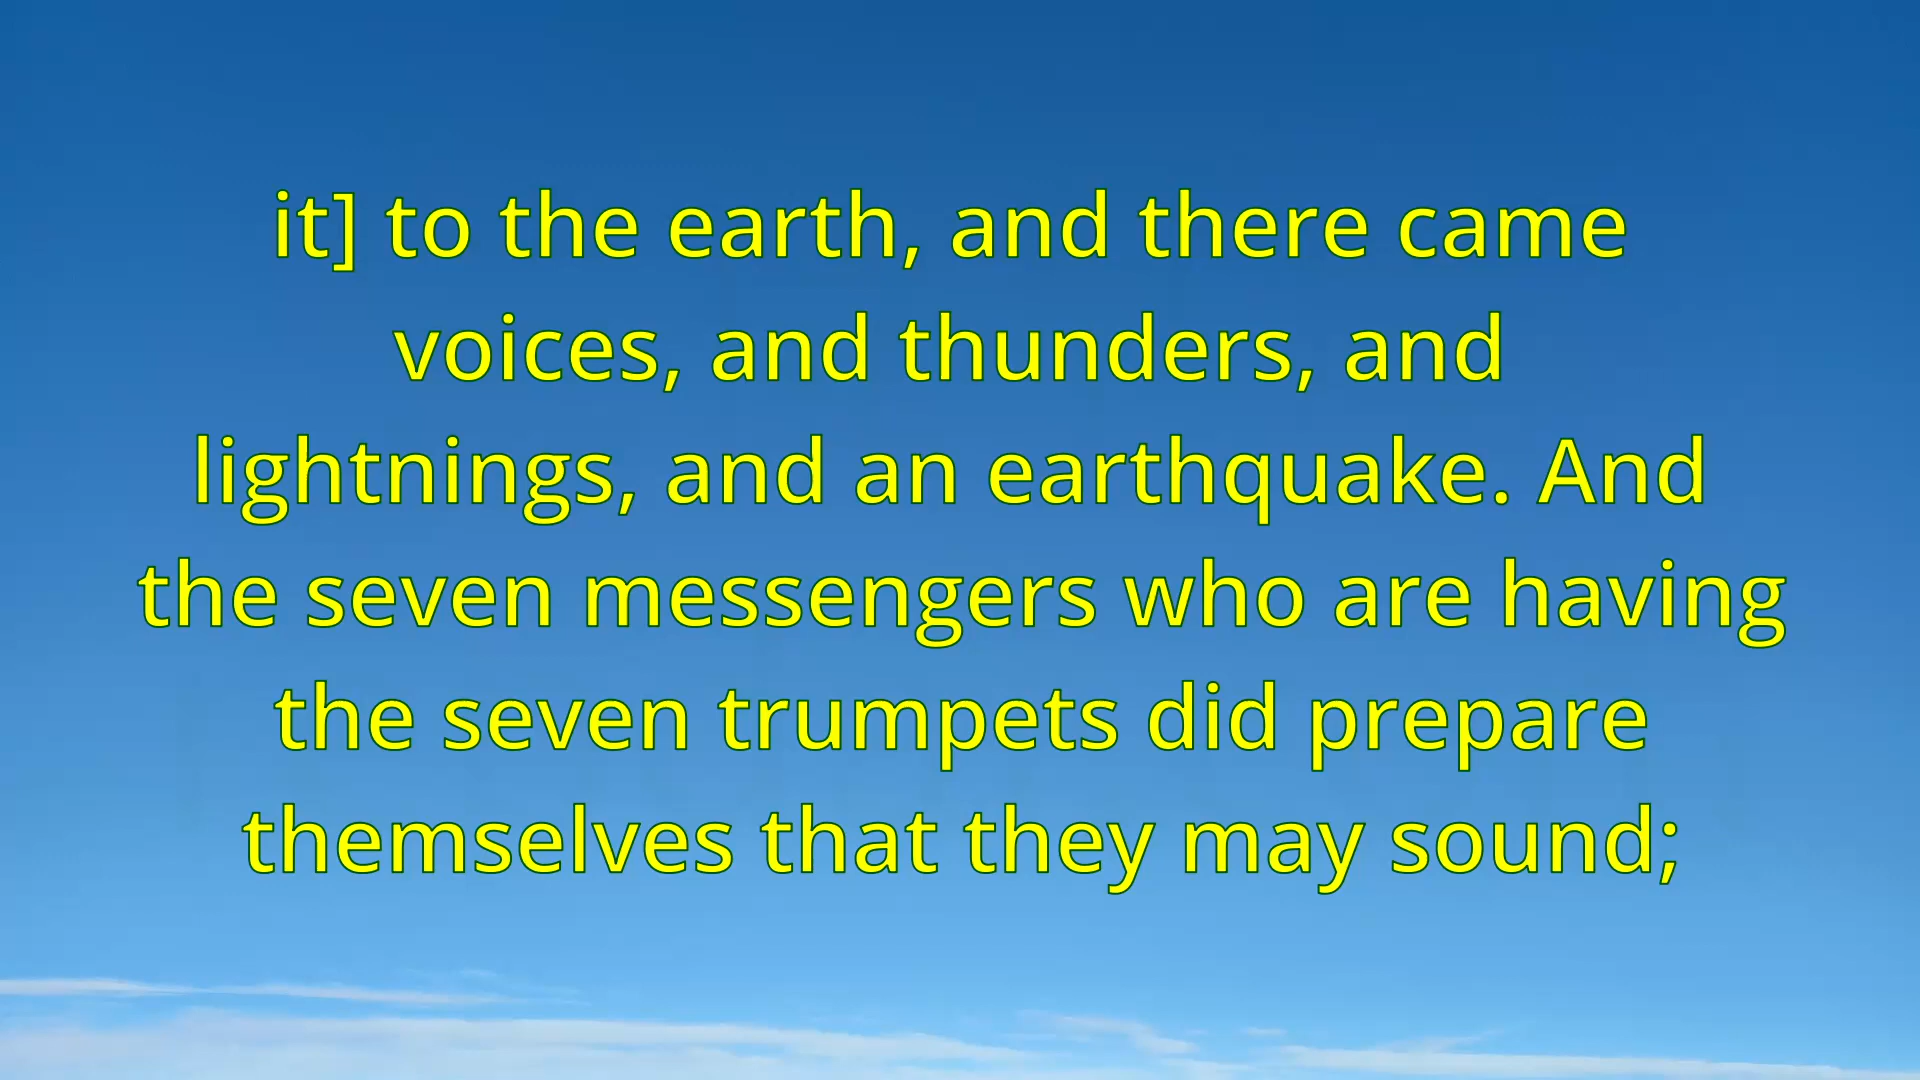 it] to the earth, and there came
voices, and thunders, and
lightnings, and an earthquake. And
the seven messengers who are having
the seven trumpets did prepare
themselves that they may sound;